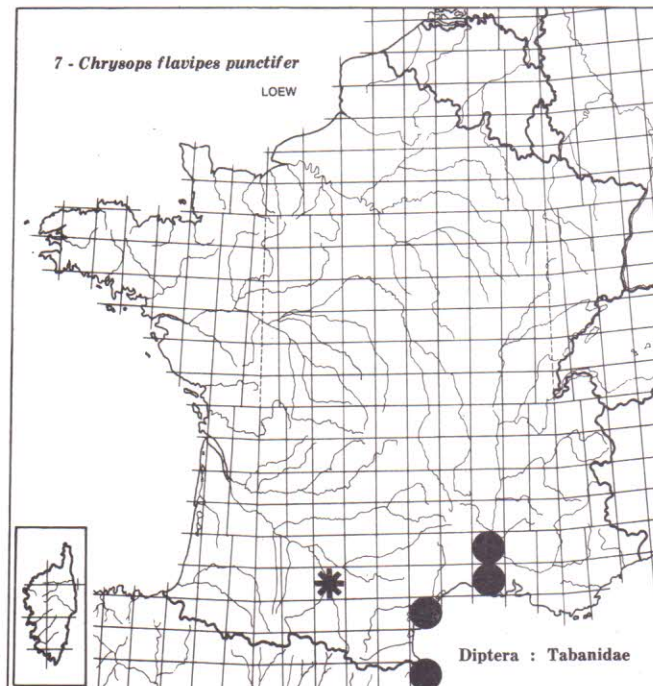 7 - Chrysops flavipes punctifer
LOEW
Diptera : Tabanidae